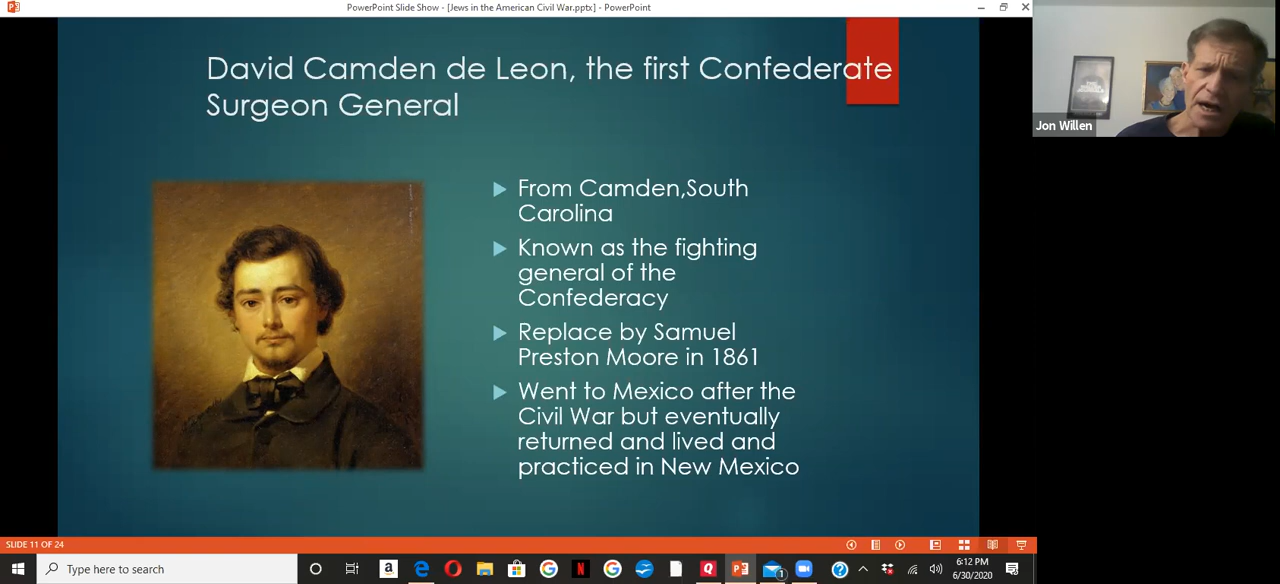 PowerPoint Slide Show - [Jews in the American Civil War.pptx] - PowerPoint
David Camden de Leon, the first Confederate
Surgeon General
From Camden,South
Carolina
Known as the fighting
general of the
Confederacy
Replace by Samuel
Preston Moore in 1861
Went to Mexico after the
Civil War but eventually
returned and lived and
practiced in New Mexico
Jon Willen
SLIDE 11 OF 24
Type here to search
6:12 PM
6/30/2020